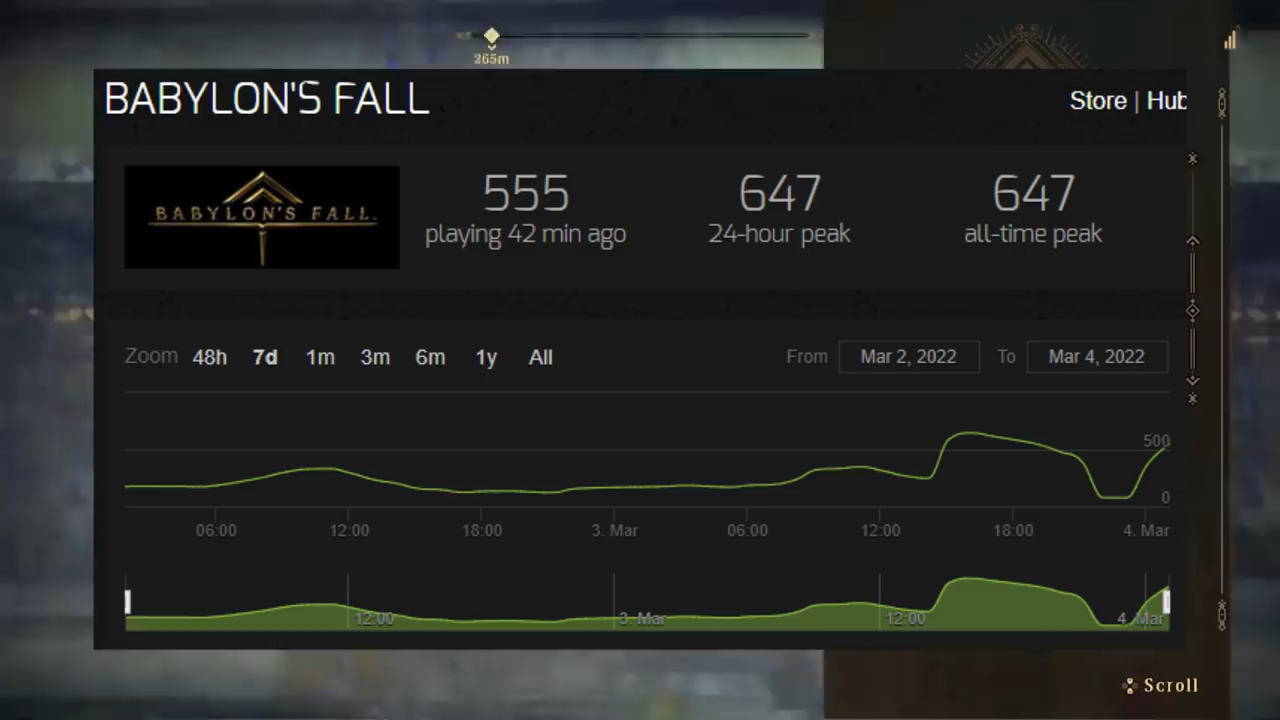 265m
BABYLON'S FALL
Store | Hub
BABYLON'S FALL.
555
playing 42 min ago
647
24-hour peak
647
all-time peak
Zoom 48h 7d 1m 3m 6m 1y All
From Mar 2, 2022 To Mar 4, 2022
500
0
06:00 12:00 18:00 3. Mar 06:00 12:00 18:00 4. Mar
12:00 3. Mar 12:00 4. Mar
Scroll